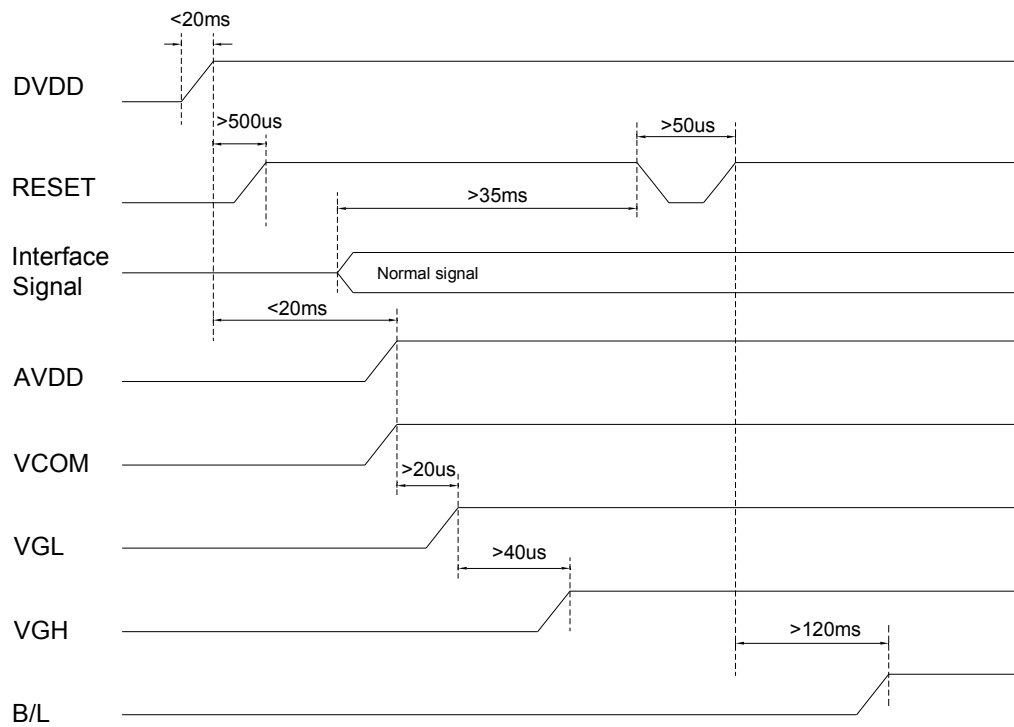 <20ms
DVDD
>500us
>50us
RESET
>35ms
Interface
Signal
Normal signal
<20ms
AVDD
VCOM
>20us
VGL
>40us
VGH
>120ms
B/L